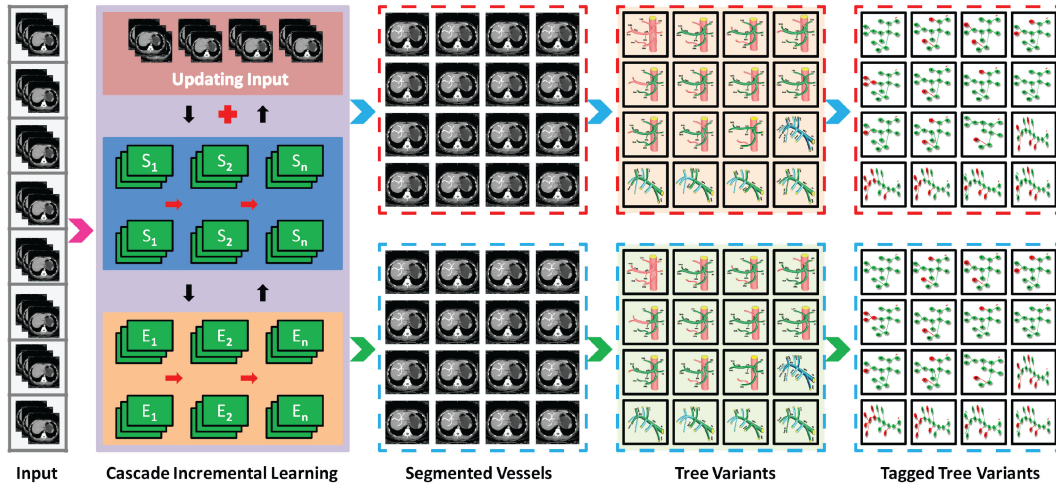 Updating Input
S1 S2 Sn
S1 S2 Sn
E1 E2 En
E1 E2 En
Input
Cascade Incremental Learning
Segmented Vessels
Tree Variants
Tagged Tree Variants